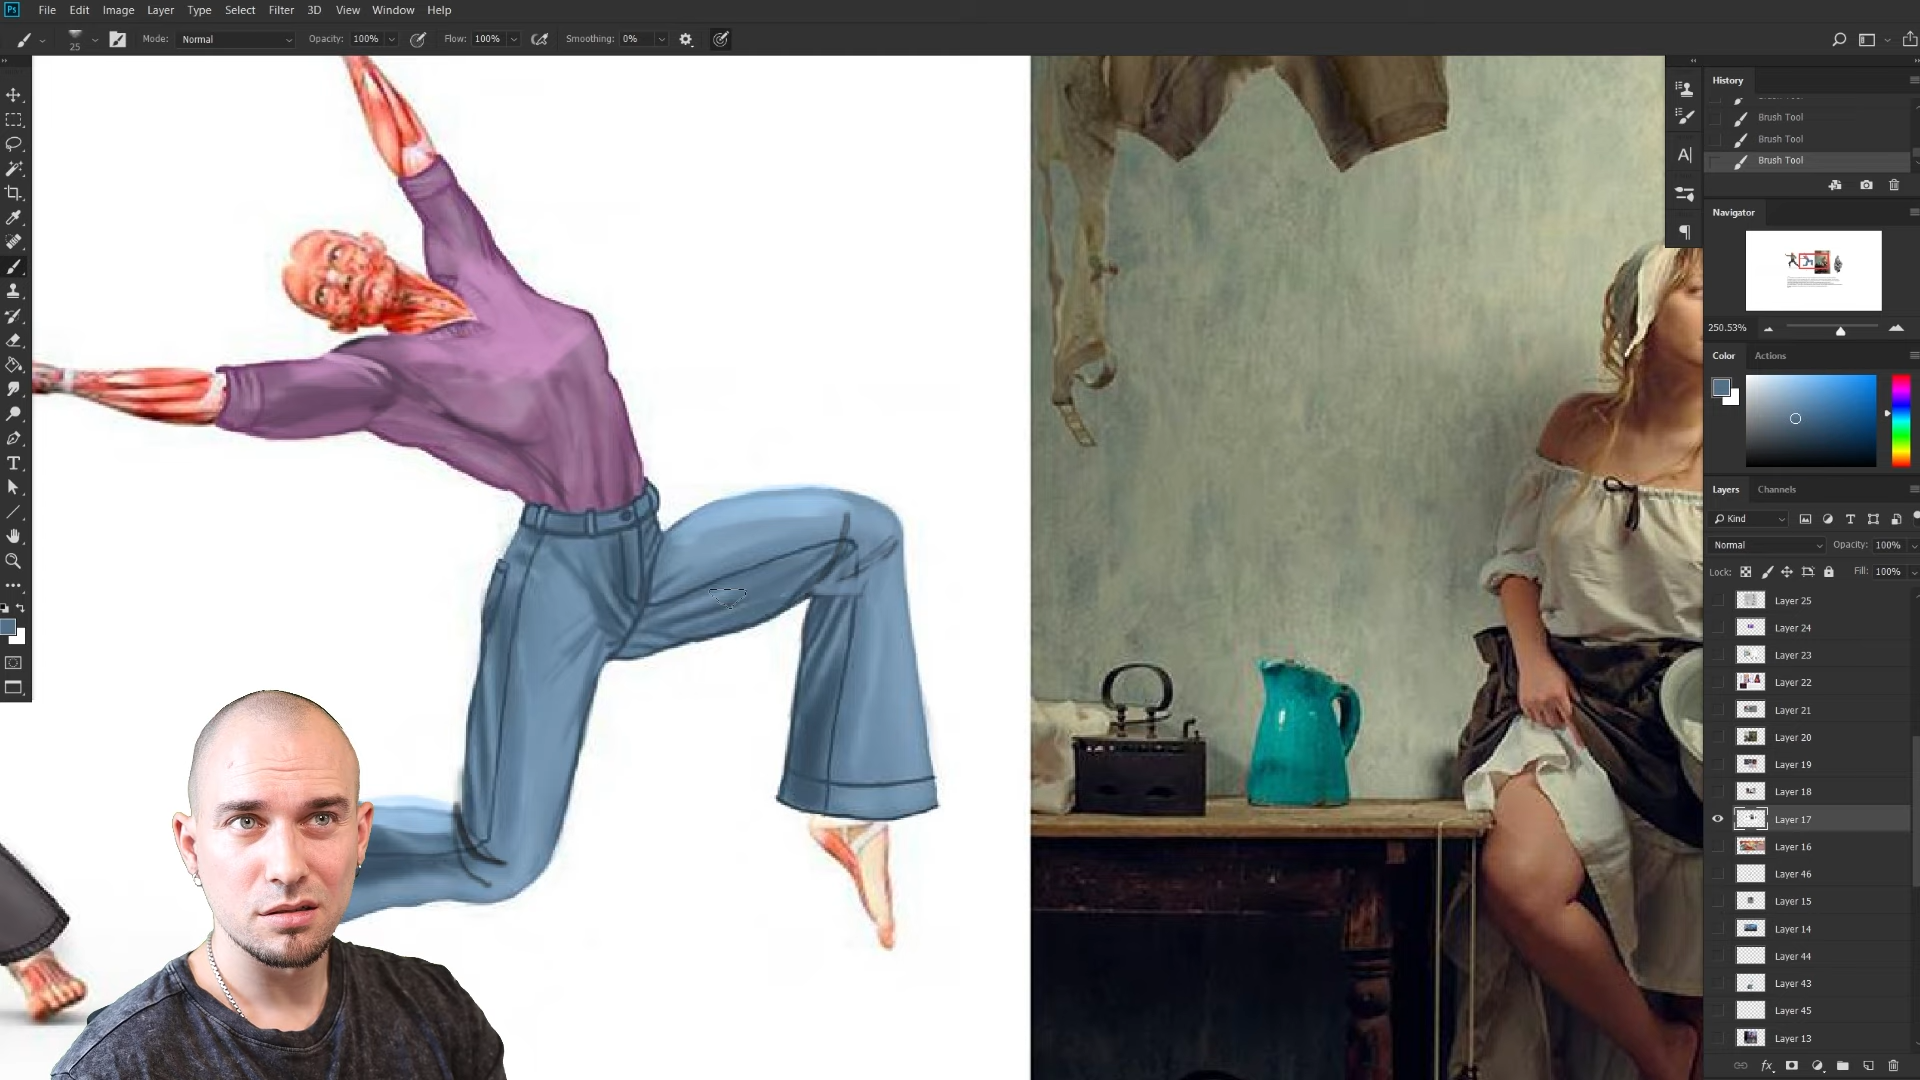 Ps File Edit Image Layer Type Select Filter 3D View Window Help
25 Mode: Normal Opacity: 100% Flow: 100% Smoothing: 0%
History
Brush Tool
Brush Tool
Brush Tool
Navigator
250.53%
Color Actions
Layers Channels
Kind
Normal Opacity: 100%
Lock: Fill: 100%
Layer 25
Layer 24
Layer 23
Layer 22
Layer 21
Layer 20
Layer 19
Layer 18
Layer 17
Layer 16
Layer 46
Layer 15
Layer 14
Layer 44
Layer 43
Layer 45
Layer 13